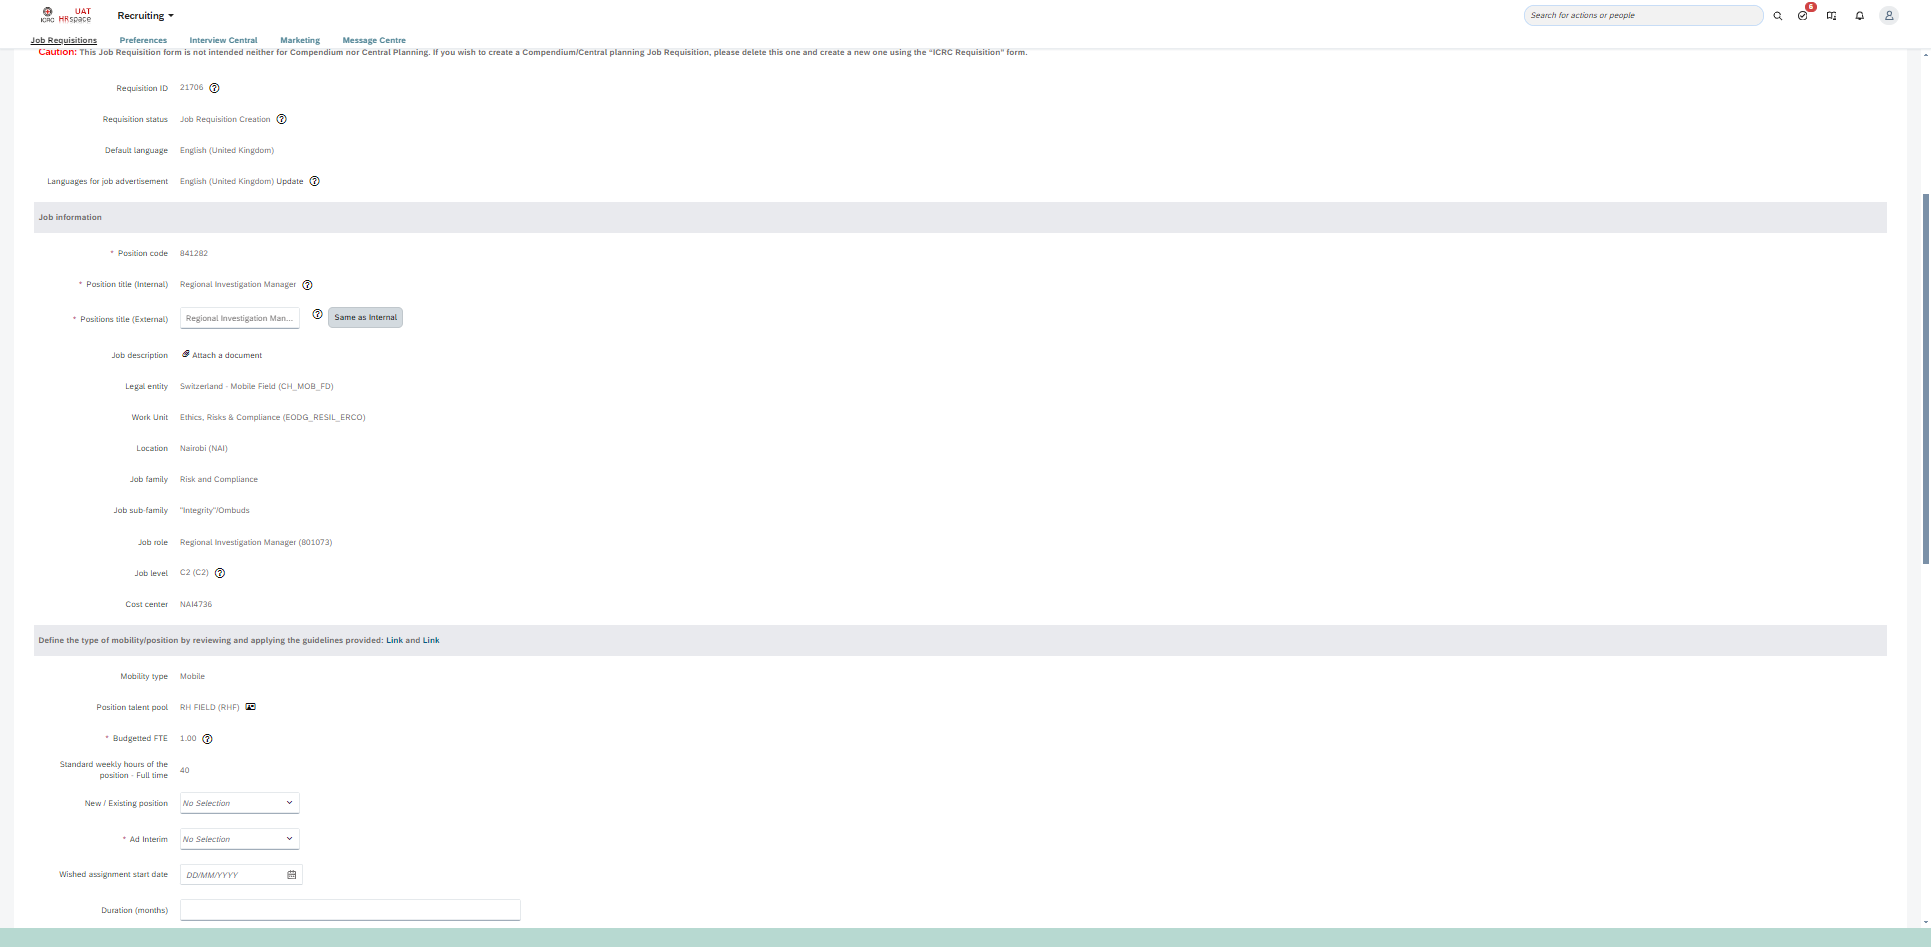 ICRC UAT HRspace Recruiting Search for actions or people 6
Job Requisitions Preferences Interview Central Marketing Message Centre
Caution: This Job Requisition form is not intended neither for Compendium nor Central Planning. If you wish to create a Compendium/Central planning Job Requisition, please delete this one and create a new one using the "ICRC Requisition" form.
Requisition ID 21706 ?
Requisition status Job Requisition Creation ?
Default language English (United Kingdom)
Languages for job advertisement English (United Kingdom) Update ?
Job information
* Position code 841282
* Position title (Internal) Regional Investigation Manager ?
* Positions title (External) Regional Investigation Man... ? Same as Internal
Job description Attach a document
Legal entity Switzerland - Mobile Field (CH_MOB_FD)
Work Unit Ethics, Risks & Compliance (EODG_RESIL_ERCO)
Location Nairobi (NAI)
Job family Risk and Compliance
Job sub-family "Integrity"/Ombuds
Job role Regional Investigation Manager (801073)
Job level C2 (C2) ?
Cost center NAI4736
Define the type of mobility/position by reviewing and applying the guidelines provided: Link and Link
Mobility type Mobile
Position talent pool RH FIELD (RHF)
* Budgetted FTE 1.00 ?
Standard weekly hours of the
position - Full time 40
New / Existing position No Selection
* Ad Interim No Selection
Wished assignment start date DD/MM/YYYY
Duration (months)